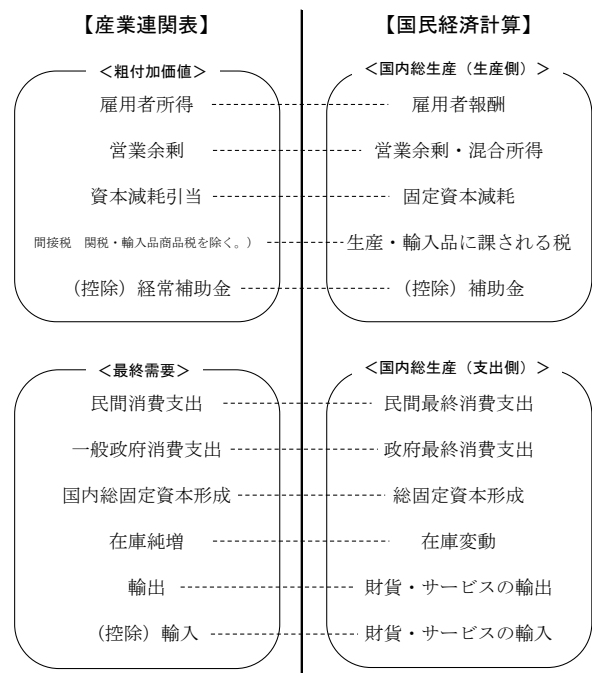 【産業連関表】
【国民経済計算】
＜粗付加価値＞
＜国内総生産（生産側）＞
雇用者所得
雇用者報酬
営業余剰
営業余剰・混合所得
資本減耗引当
固定資本減耗
間接税　関税・輸入品商品税を除く。）
生産・輸入品に課される税
（控除）経常補助金
（控除）補助金
＜最終需要＞
＜国内総生産（支出側）＞
民間消費支出
民間最終消費支出
一般政府消費支出
政府最終消費支出
国内総固定資本形成
総固定資本形成
在庫純増
在庫変動
輸出
財貨・サービスの輸出
（控除）輸入
財貨・サービスの輸入